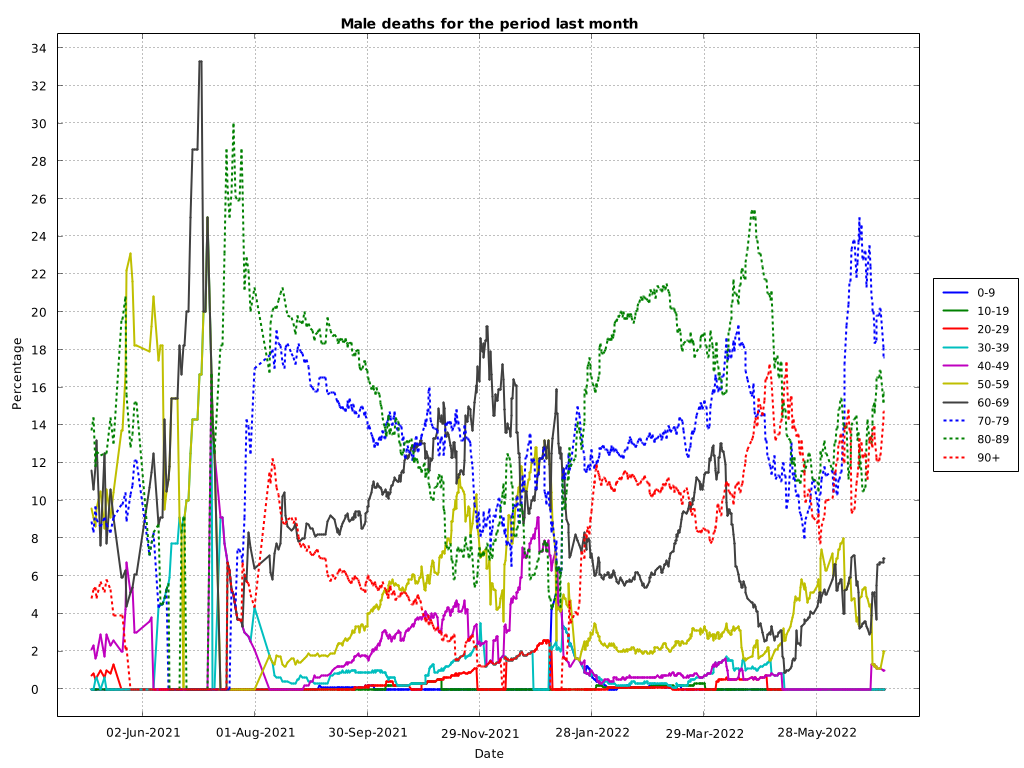 Male deaths for the period last month
Percentage
34
32
30
28
26
24
22
20
18
16
14
12
10
8
6
4
2
0
02-Jun-2021
01-Aug-2021
30-Sep-2021
29-Nov-2021
28-Jan-2022
29-Mar-2022
28-May-2022
Date
0-9
10-19
20-29
30-39
40-49
50-59
60-69
70-79
80-89
90+